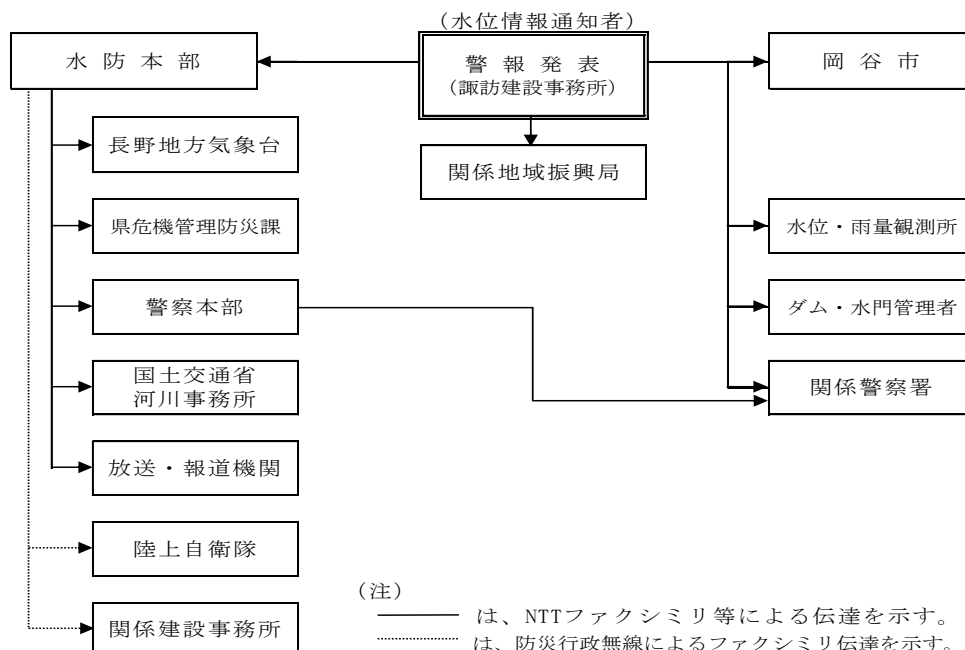 (水位情報通知者)
水防本部
警報発表
(諏訪建設事務所)
岡谷市
長野地方気象台
関係地域振興局
県危機管理防災課
水位・雨量観測所
警察本部
ダム・水門管理者
国土交通省
河川事務所
関係警察署
放送・報道機関
陸上自衛隊
関係建設事務所
(注)
は、NTTファクシミリ等による伝達を示す。
は、防災行政無線によるファクシミリ伝達を示す。